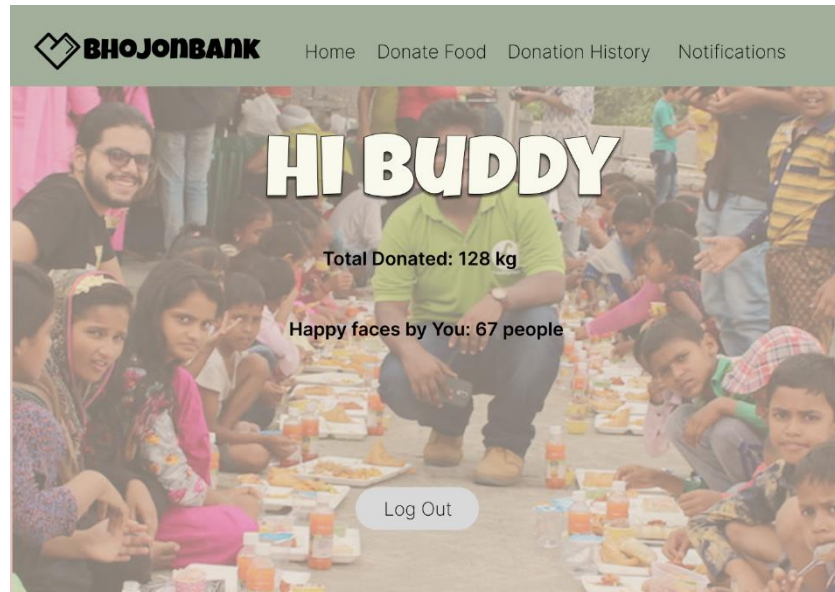 BHOJONBANK Home Donate Food Donation History Notifications
HI BUDDY
Total Donated: 128 kg
Happy faces by You: 67 people
Log Out